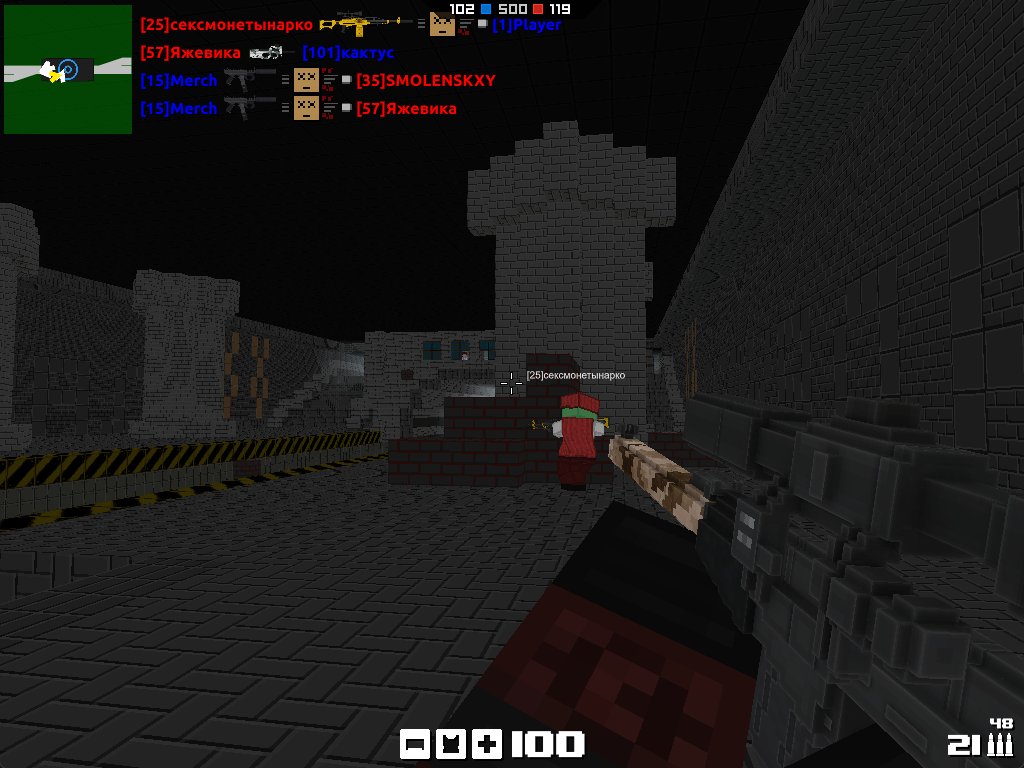 102 500 119
[25]сексмонетынарко [1]Player
[57]Яжевика [101]кактус
[15]Merch [35]SMOLENSKXY
[15]Merch [57]Яжевика
[25]сексмонетынарко
100
48
21